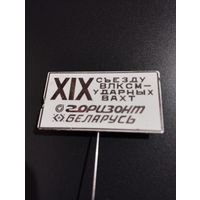 XIX СЪЕЗДУ
ВЛКСМ-
УДАРНЫХ
ВАХТ
ГОРИЗОНТ
БЕЛАРУСЬ